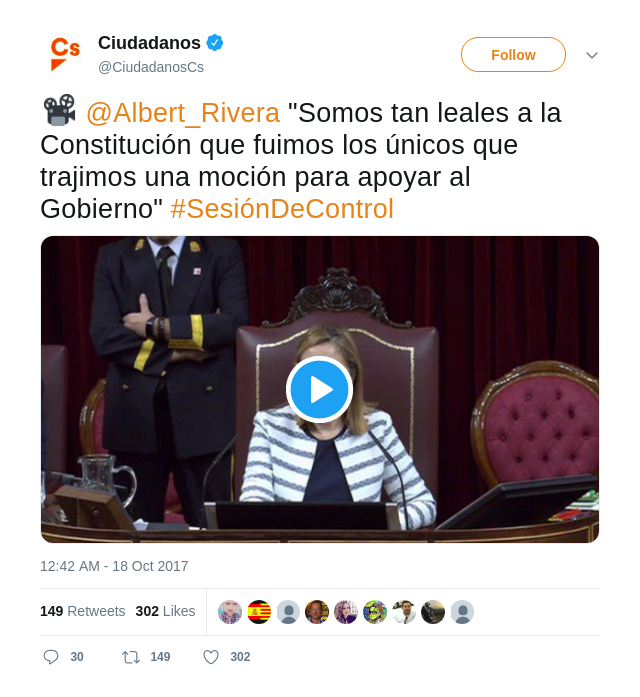 Cs
Ciudadanos
@CiudadanosCs
Follow
@Albert_Rivera "Somos tan leales a la
Constitución que fuimos los únicos que
trajimos una moción para apoyar al
Gobierno" #SesiónDeControl
12:42 AM - 18 Oct 2017
149 Retweets 302 Likes
30 149 302